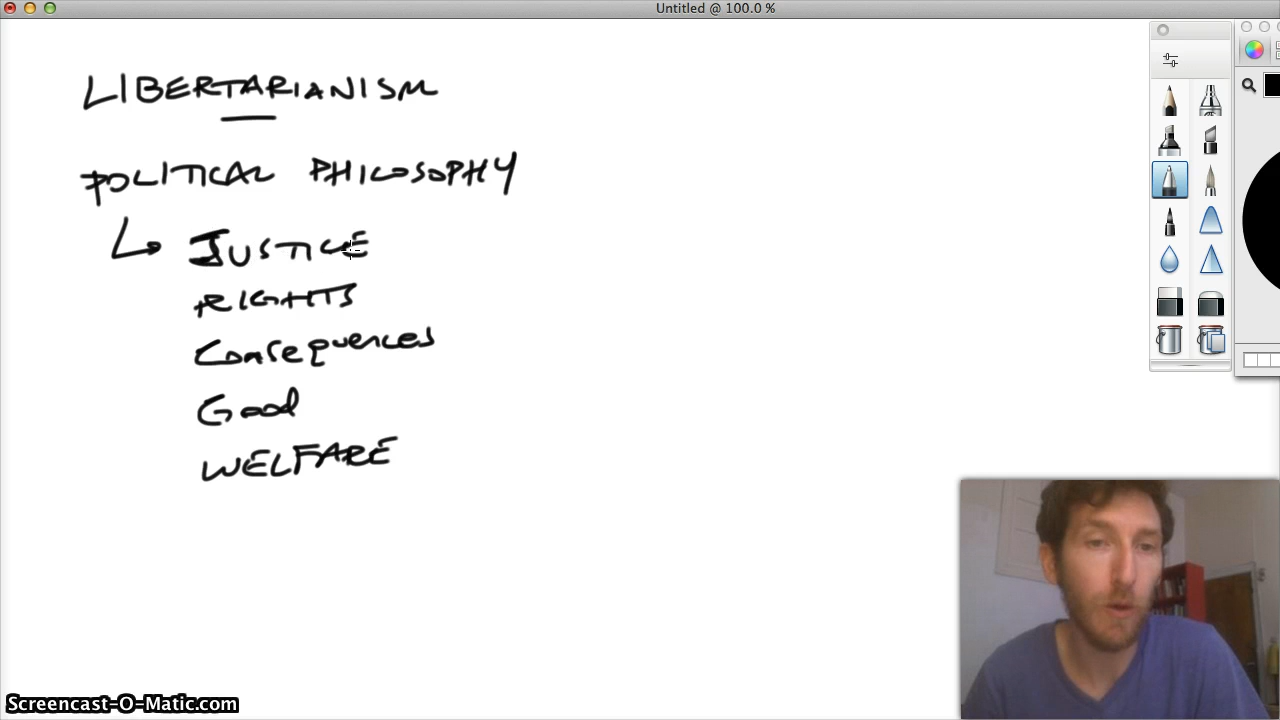 Untitled @ 100.0 %
LIBERTARIANISM
POLITICAL PHILOSOPHY
JUSTICE
RIGHTS
Consequences
Good
WELFARE
Screencast-O-Matic.com